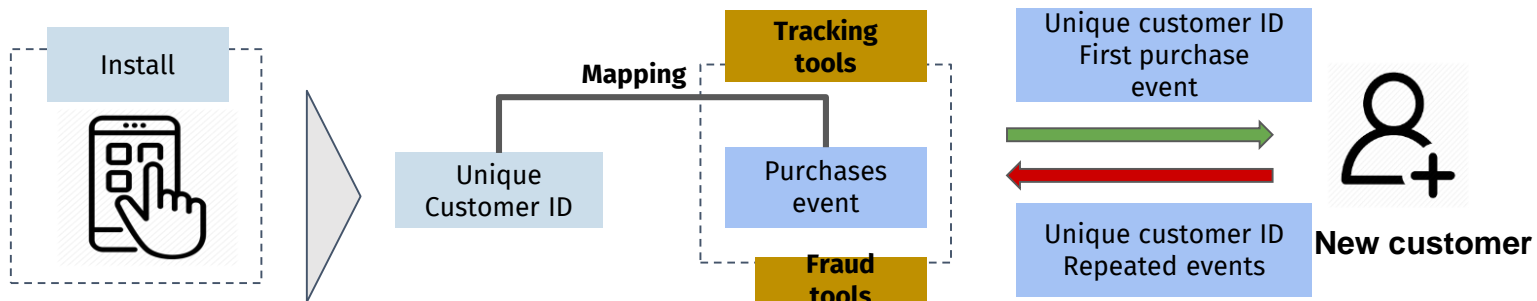 Install
Mapping
Tracking
tools
Unique
Customer ID
Purchases
event
Fraud
tools
Unique customer ID
First purchase
event
Unique customer ID
Repeated events
New customer